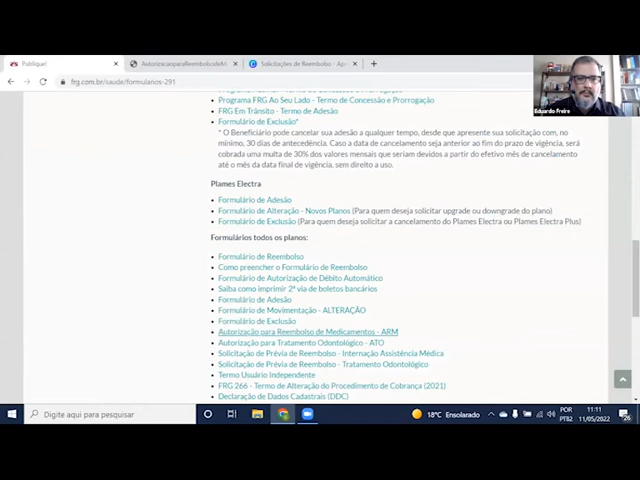 Publique!
AutorizacaoparaReembolsodeM
Solicitações de Reembolso - Ap
frg.com.br/saude/formularios-291
Eduardo Freire
Programa FRG Ao Seu Lado - Termo de Concessão e Prorrogação
FRG Em Trânsito - Termo de Adesão
Formulário de Exclusão*
* O Beneficiário pode cancelar sua adesão a qualquer tempo, desde que apresente sua solicitação com, no
mínimo, 30 dias de antecedência. Caso a data de cancelamento seja anterior ao fim do prazo de vigência, será
cobrada uma multa de 30% dos valores mensais que seriam devidos a partir do efetivo mês de cancelamento
até o mês da data final de vigência, sem direito a uso.
Plames Electra
Formulário de Adesão
Formulário de Alteração - Novos Planos (Para quem deseja solicitar upgrade ou downgrade do plano)
Formulário de Exclusão (Para quem deseja solicitar a cancelamento do Plames Electra ou Plames Electra Plus)
Formulários todos os planos:
Formulário de Reembolso
Como preencher o Formulário de Reembolso
Formulário de Autorização de Débito Automático
Saiba como imprimir 2ª via de boletos bancários
Formulário de Adesão
Formulário de Movimentação - ALTERAÇÃO
Formulário de Exclusão
Autorização para Reembolso de Medicamentos - ARM
Autorização para Tratamento Odontológico - ATO
Solicitação de Prévia de Reembolso - Internação Assistência Médica
Solicitação de Prévia de Reembolso - Tratamento Odontológico
Termo Usuário Independente
FRG 266 - Termo de Alteração do Procedimento de Cobrança (2021)
Declaração de Dados Cadastrais (DDC)
Digite aqui para pesquisar
18°C Ensolarado
POR
PTB2
11:11
11/05/2022
26